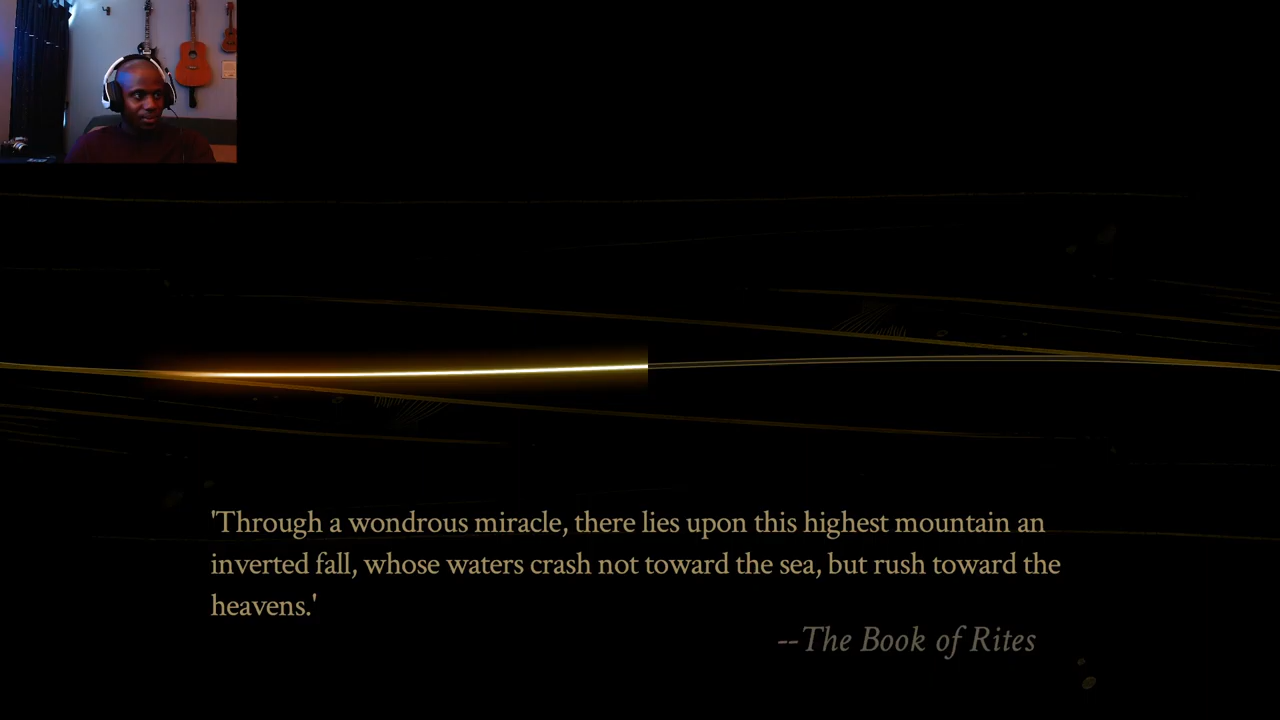 'Through a wondrous miracle, there lies upon this highest mountain an
inverted fall, whose waters crash not toward the sea, but rush toward the
heavens.'
--The Book of Rites